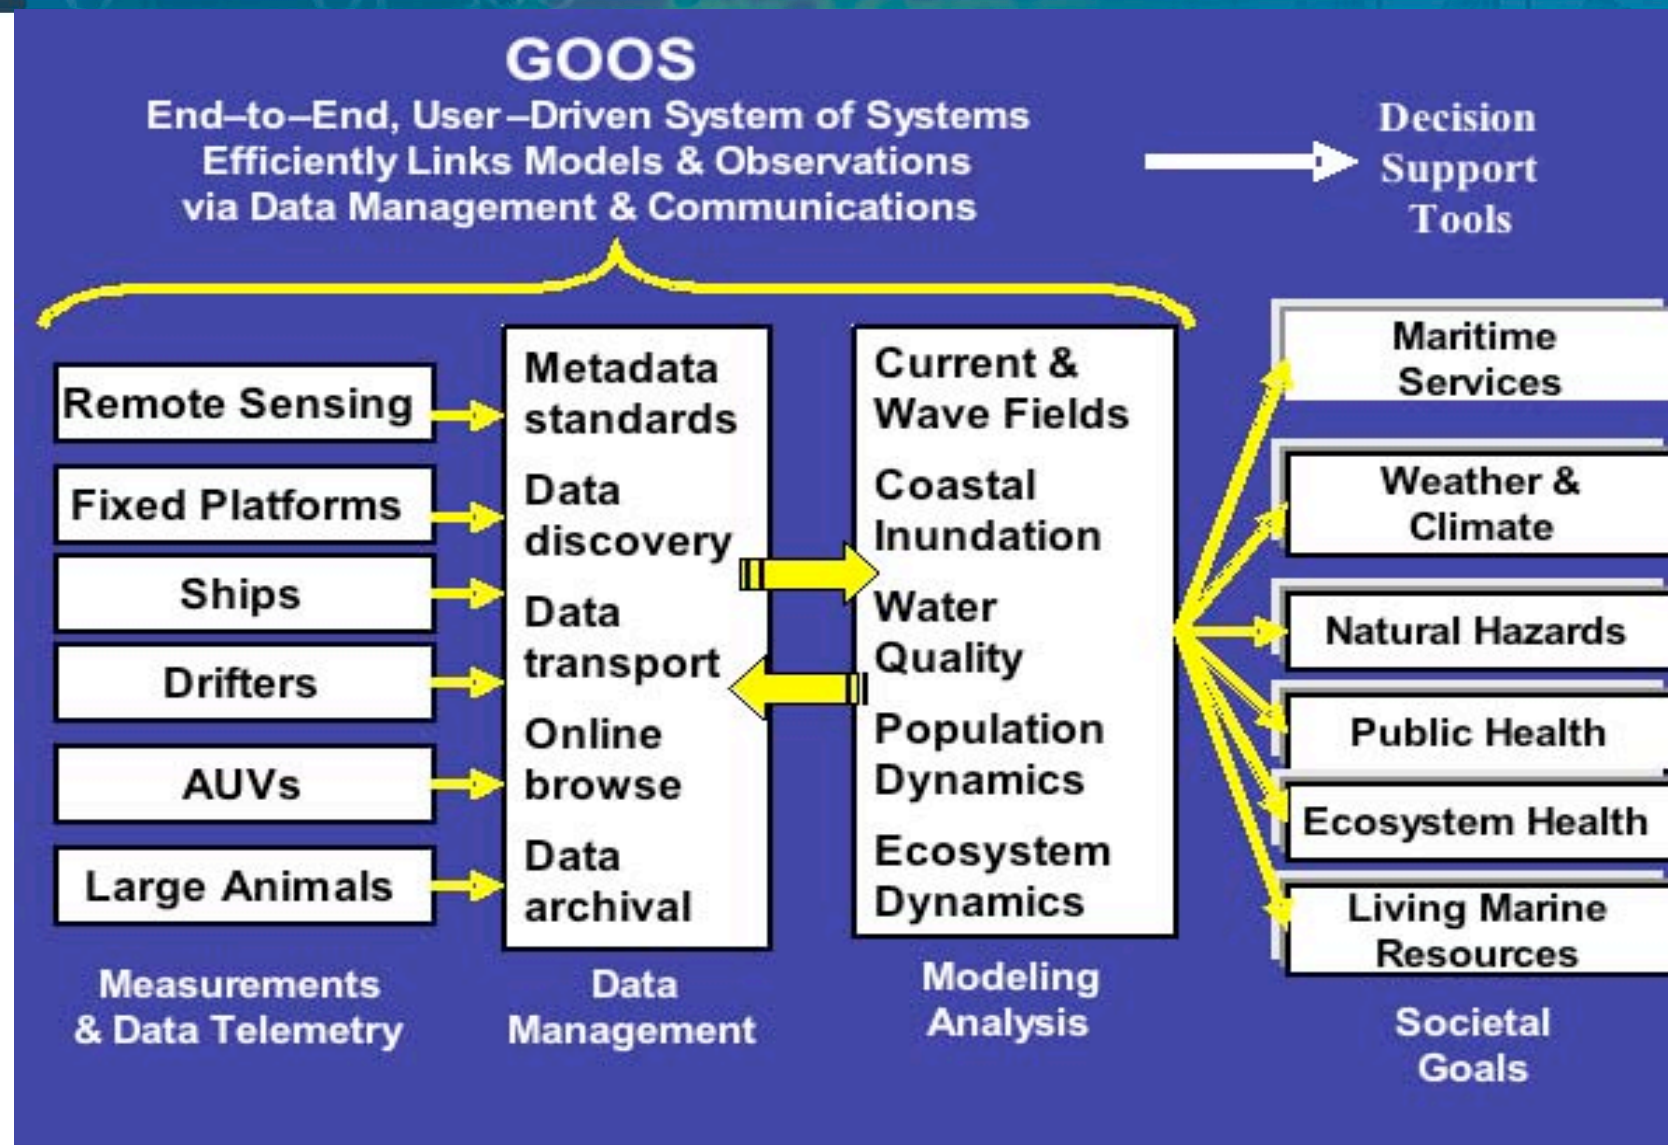 GOOS
End–to–End, User–Driven System of Systems
Efficiently Links Models & Observations
via Data Management & Communications
Decision
Support
Tools
Remote Sensing
Fixed Platforms
Ships
Drifters
AUVs
Large Animals
Measurements
& Data Telemetry
Metadata
standards
Data
discovery
Data
transport
Online
browse
Data
archival
Data
Management
Current &
Wave Fields
Coastal
Inundation
Water
Quality
Population
Dynamics
Ecosystem
Dynamics
Modeling
Analysis
Maritime
Services
Weather &
Climate
Natural Hazards
Public Health
Ecosystem Health
Living Marine
Resources
Societal
Goals